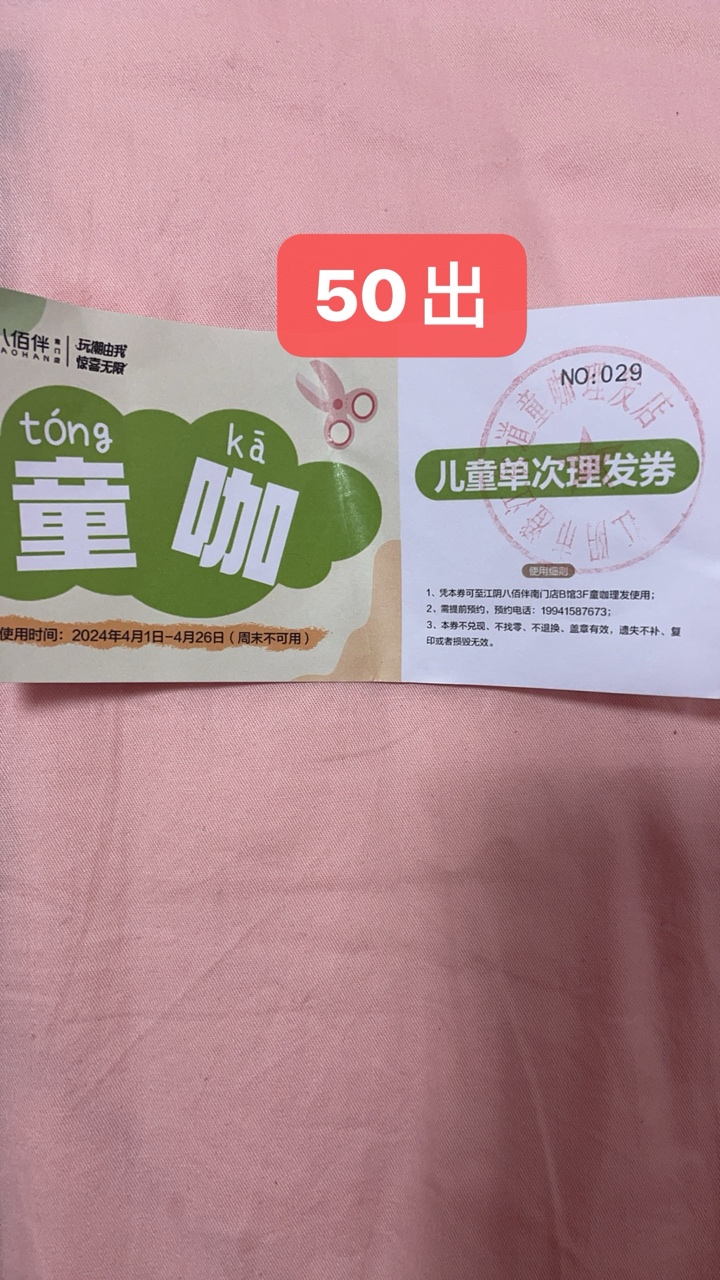 50出
八佰伴
南门店
AOHAN
玩潮由我
惊喜无限
tóng kā
童咖
使用时间：2024年4月1日-4月26日（周末不可用）
NO:029
儿童单次理发券
使用细则
1、凭本券可至江阴八佰伴南门店B馆3F童咖理发使用；
2、需提前预约，预约电话：19941587673；
3、本券不兑现、不找零、不退换、盖章有效，遗失不补、复
印或者损毁无效。